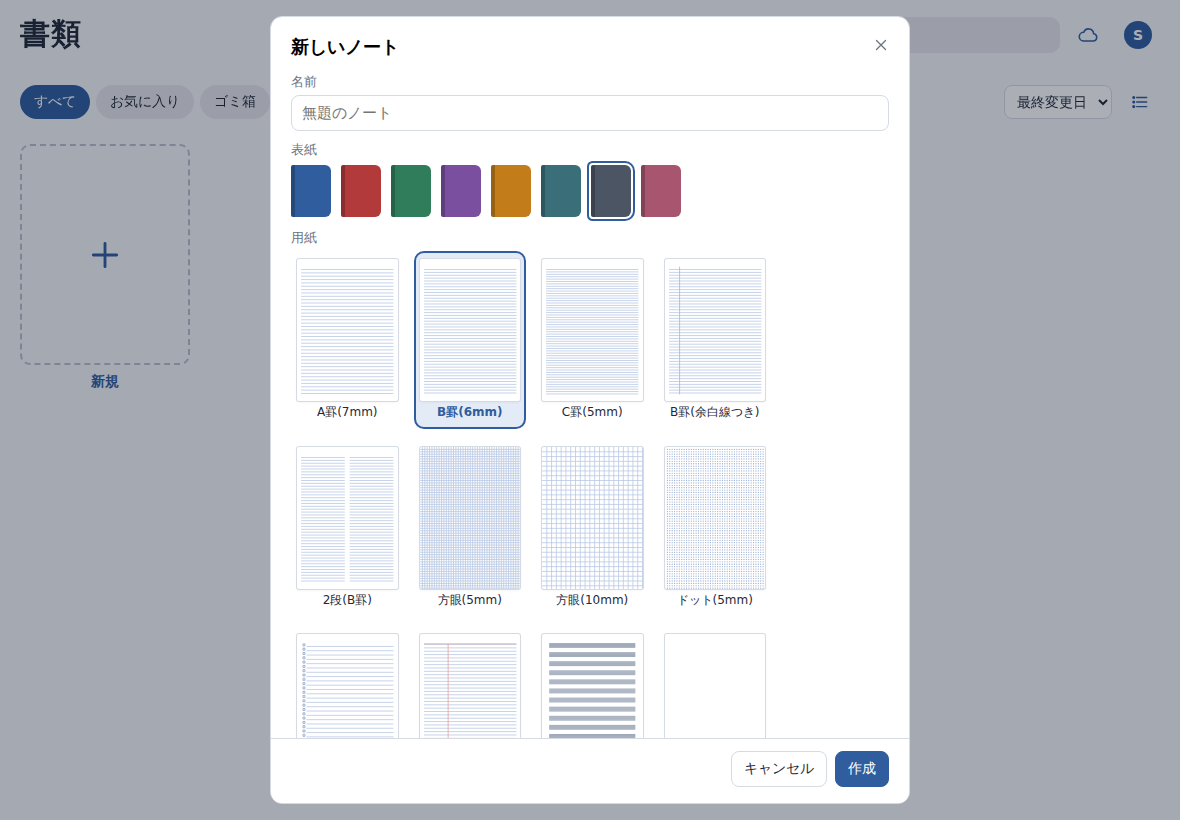 書類
S
すべて
お気に入り
ゴミ箱
最終変更日
新規
新しいノート
名前
無題のノート
表紙
用紙
A罫(7mm)
B罫(6mm)
C罫(5mm)
B罫(余白線つき)
2段(B罫)
方眼(5mm)
方眼(10mm)
ドット(5mm)
キャンセル
作成